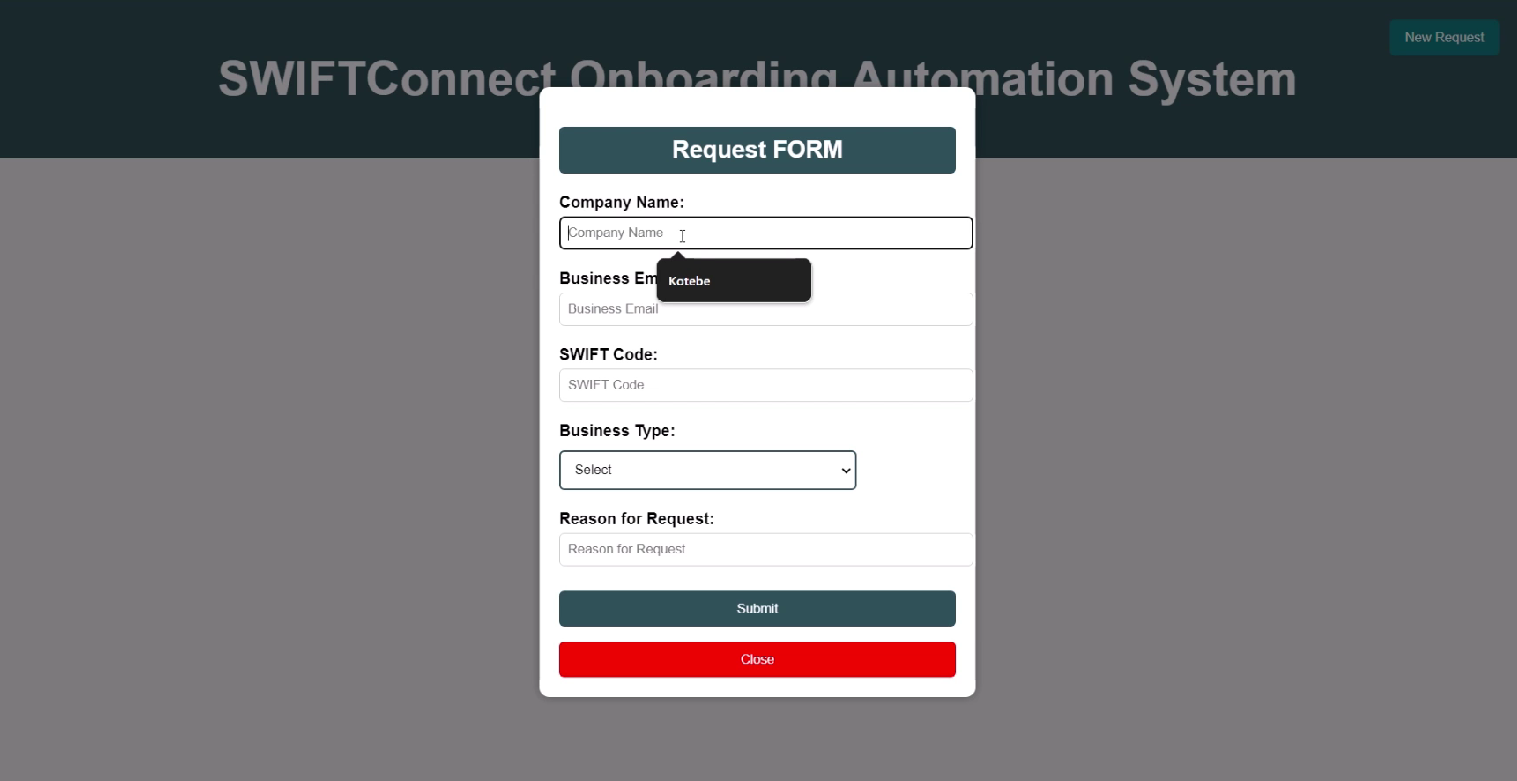 New Request
SWIFTConnect Onboarding Automation System
Request FORM
Company Name:
Company Name
Kotebe
Business Em
Business Email
SWIFT Code:
SWIFT Code
Business Type:
Select
Reason for Request:
Reason for Request
Submit
Close